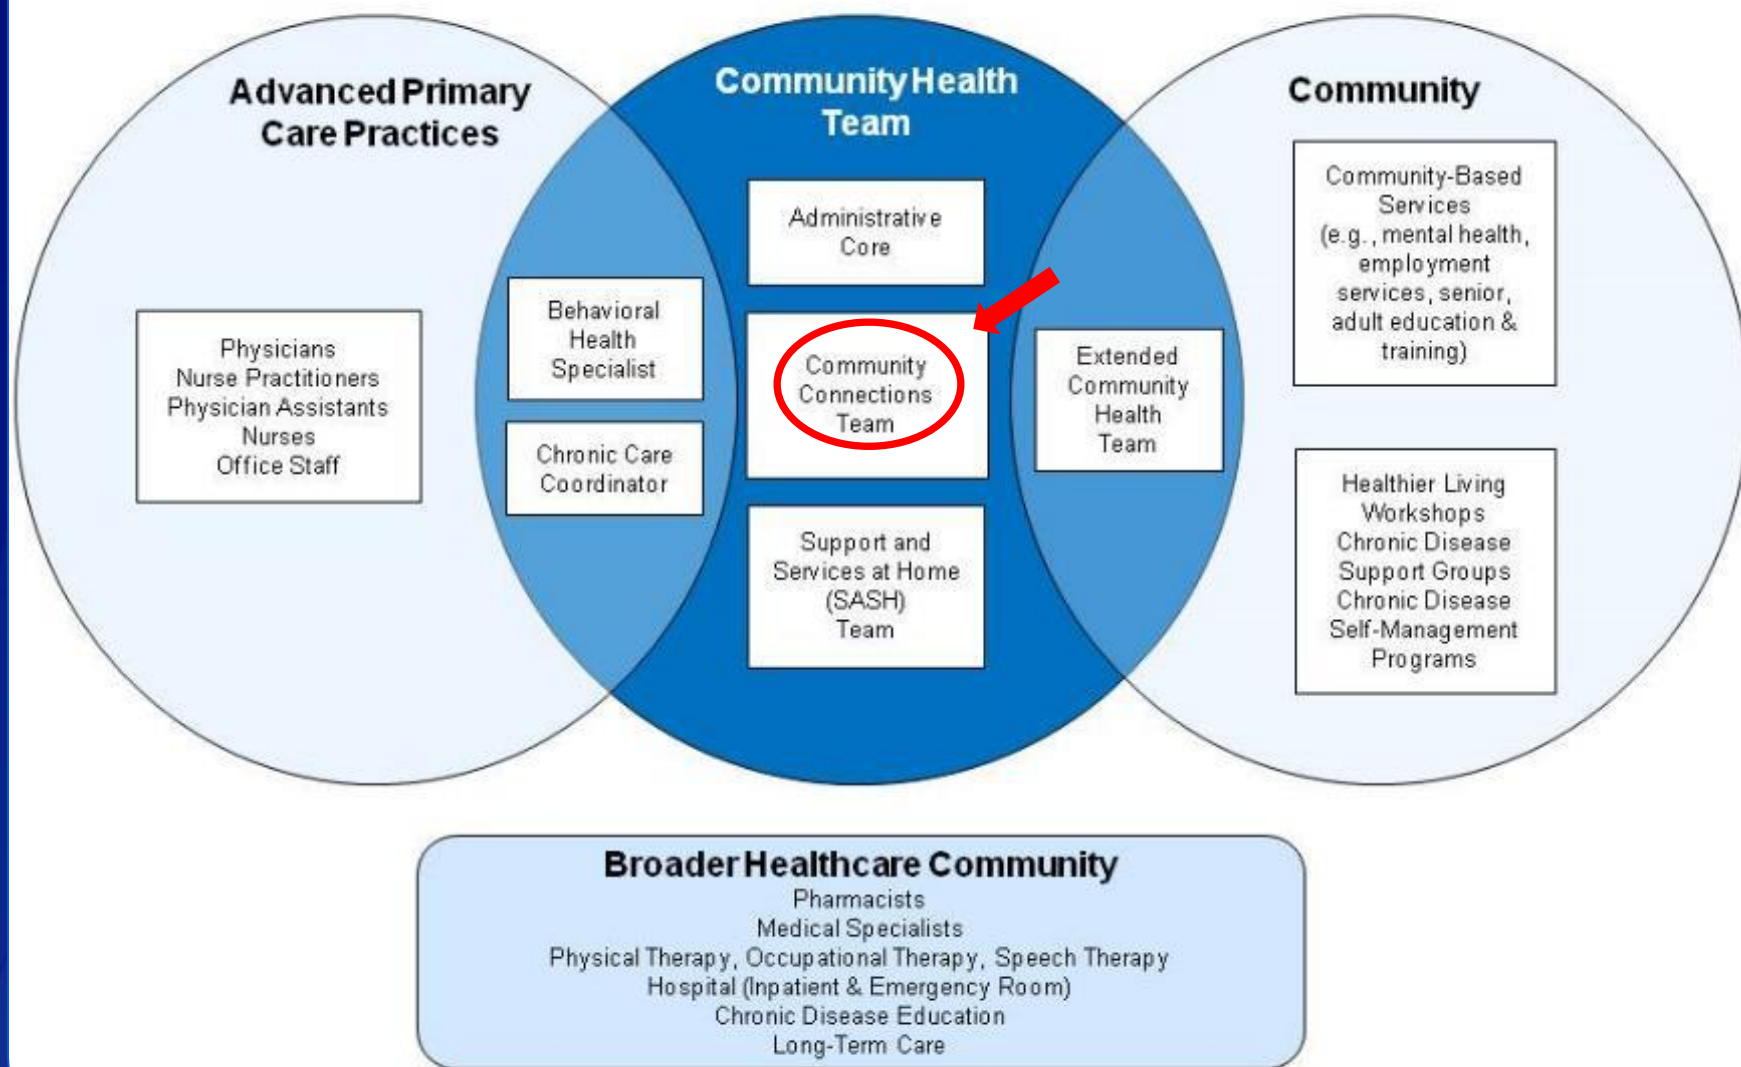 Advanced Primary
Care Practices
Physicians
Nurse Practitioners
Physician Assistants
Nurses
Office Staff
Behavioral
Health
Specialist
Chronic Care
Coordinator
Community Health
Team
Administrative
Core
Community
Connections
Team
Support and
Services at Home
(SASH)
Team
Extended
Community
Health
Team
Community
Community-Based
Services
(e.g., mental health,
employment
services, senior,
adult education &
training)
Healthier Living
Workshops
Chronic Disease
Support Groups
Chronic Disease
Self-Management
Programs
Broader Healthcare Community
Pharmacists
Medical Specialists
Physical Therapy, Occupational Therapy, Speech Therapy
Hospital (Inpatient & Emergency Room)
Chronic Disease Education
Long-Term Care